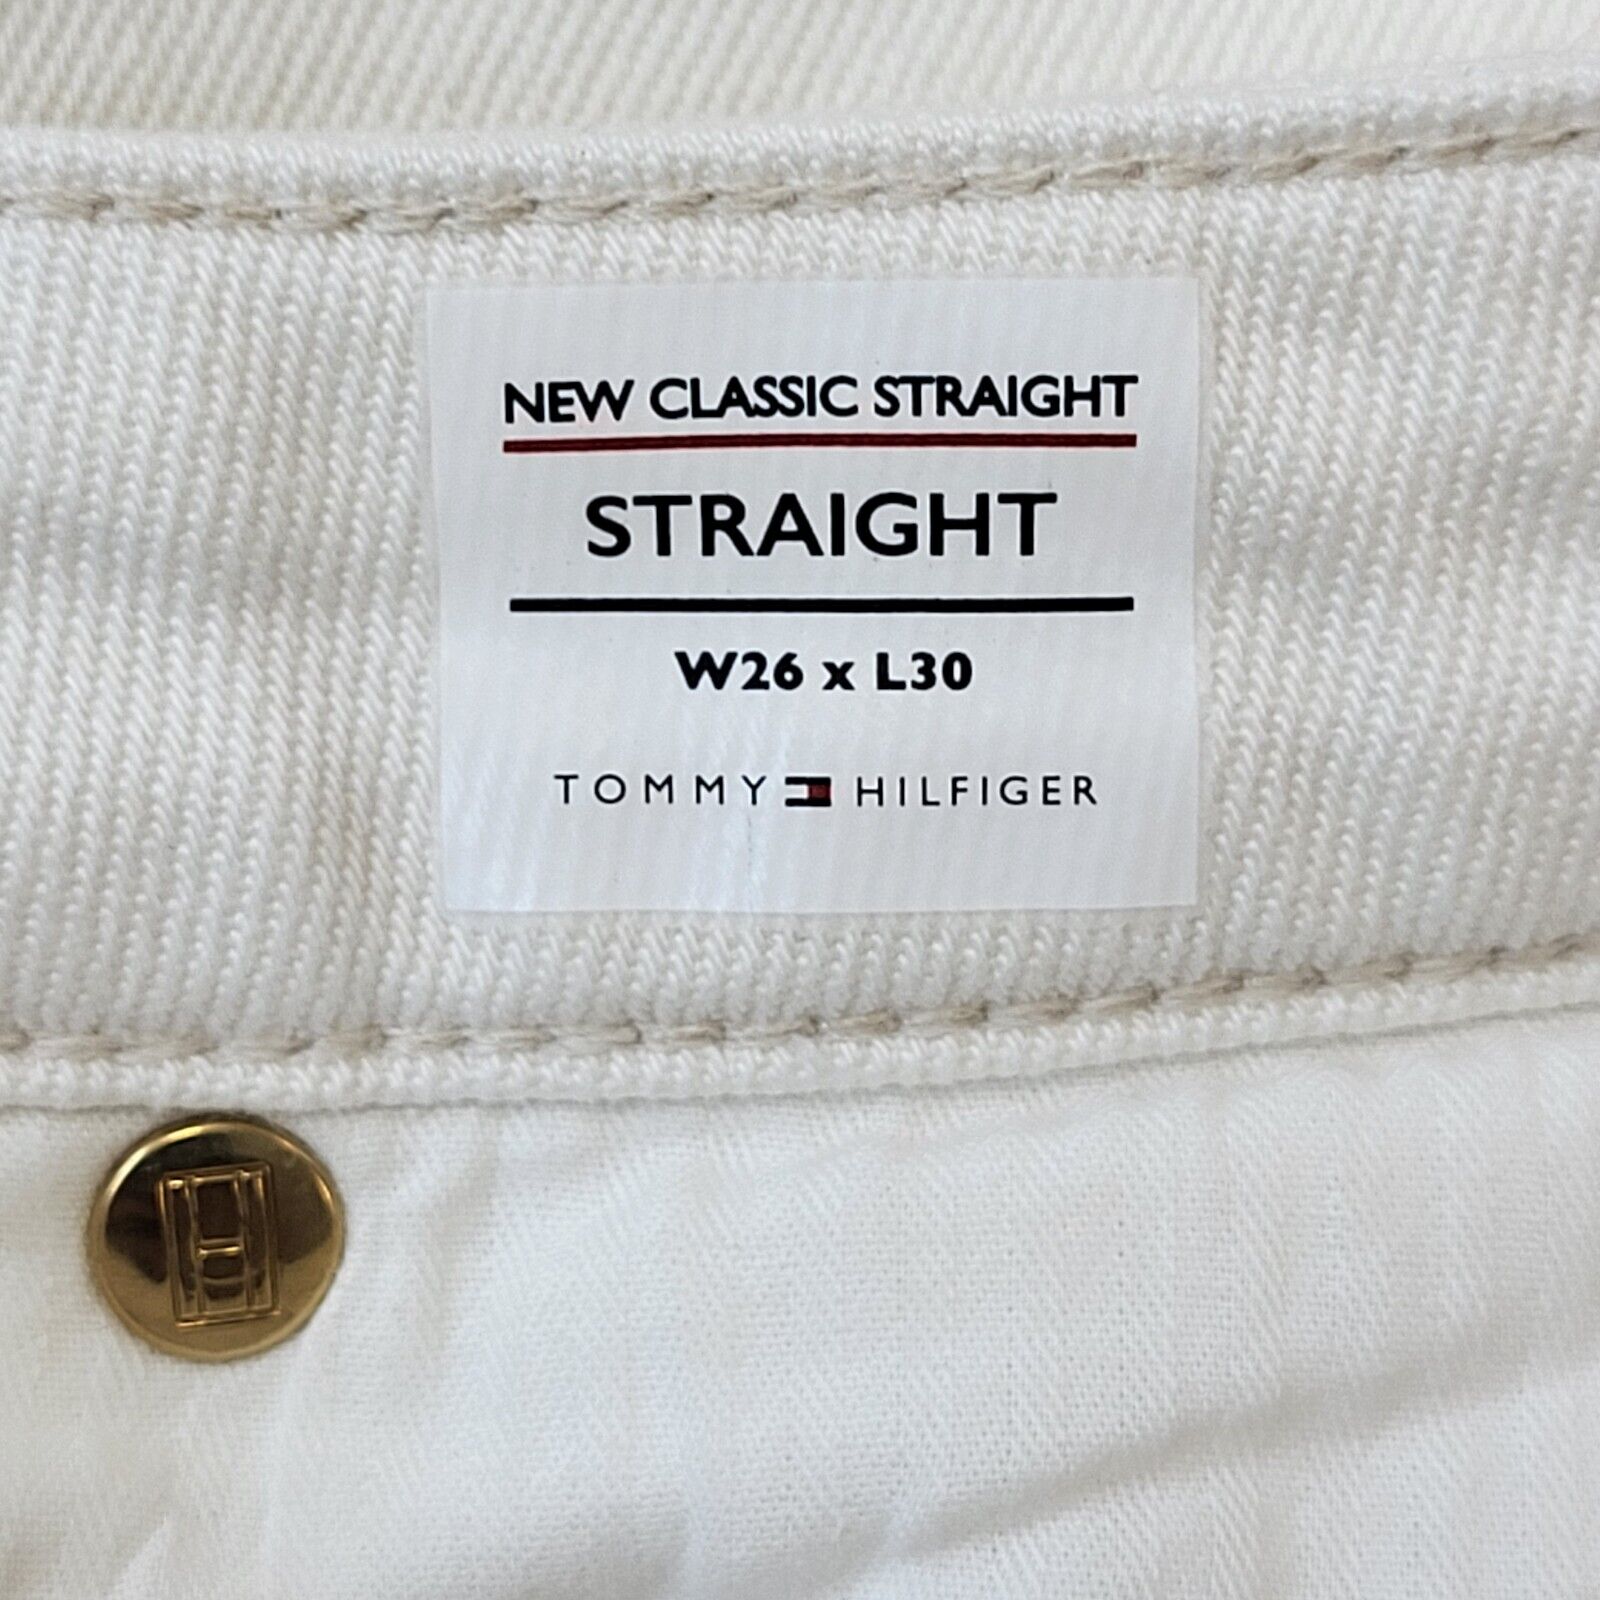 NEW CLASSIC STRAIGHT
STRAIGHT
W26 x L30
TOMMY HILFIGER